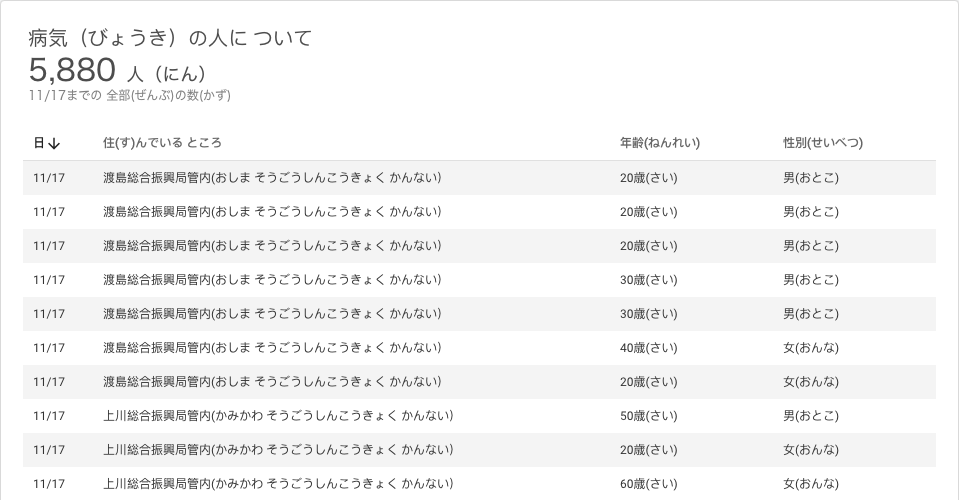 病気（びょうき）の人に ついて
5,880 人（にん）
11/17までの 全部(ぜんぶ)の数(かず)
日↓ 住(す)んでいる ところ 年齢(ねんれい) 性別(せいべつ)
11/17 渡島総合振興局管内(おしま そうごうしんこうきょく かんない) 20歳(さい) 男(おとこ)
11/17 渡島総合振興局管内(おしま そうごうしんこうきょく かんない) 20歳(さい) 男(おとこ)
11/17 渡島総合振興局管内(おしま そうごうしんこうきょく かんない) 20歳(さい) 男(おとこ)
11/17 渡島総合振興局管内(おしま そうごうしんこうきょく かんない) 30歳(さい) 男(おとこ)
11/17 渡島総合振興局管内(おしま そうごうしんこうきょく かんない) 30歳(さい) 男(おとこ)
11/17 渡島総合振興局管内(おしま そうごうしんこうきょく かんない) 40歳(さい) 女(おんな)
11/17 渡島総合振興局管内(おしま そうごうしんこうきょく かんない) 20歳(さい) 女(おんな)
11/17 上川総合振興局管内(かみかわ そうごうしんこうきょく かんない) 50歳(さい) 男(おとこ)
11/17 上川総合振興局管内(かみかわ そうごうしんこうきょく かんない) 20歳(さい) 女(おんな)
11/17 上川総合振興局管内(かみかわ そうごうしんこうきょく かんない) 60歳(さい) 女(おんな)